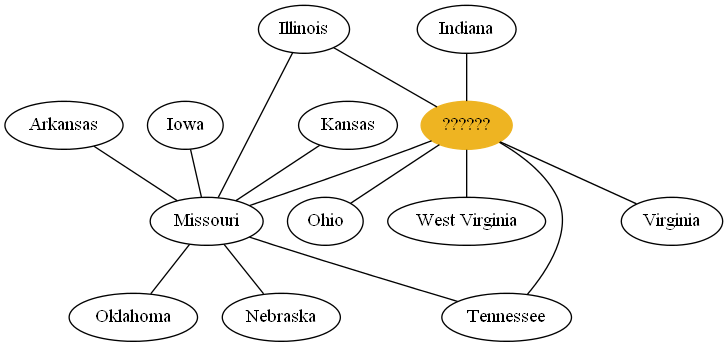 Illinois
Indiana
Arkansas
Iowa
Kansas
??????
Missouri
Ohio
West Virginia
Virginia
Oklahoma
Nebraska
Tennessee